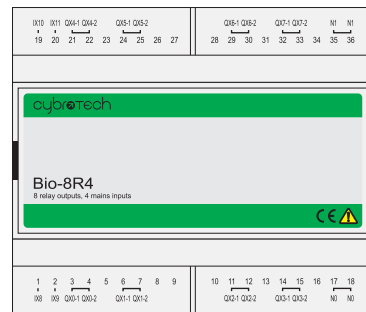 IX10 IX11 QX4-1 QX4-2 QX5-1 QX5-2 QX6-1 QX6-2 QX7-1 QX7-2 N1 N1
19 20 21 22 23 24 25 26 27 28 29 30 31 32 33 34 35 36
cybrotech
Bio-8R4
8 relay outputs, 4 mains inputs
CE
1 2 3 4 5 6 7 8 9 10 11 12 13 14 15 16 17 18
IX8 IX9 QX0-1 QX0-2 QX1-1 QX1-2 QX2-1 QX2-2 QX3-1 QX3-2 N0 N0